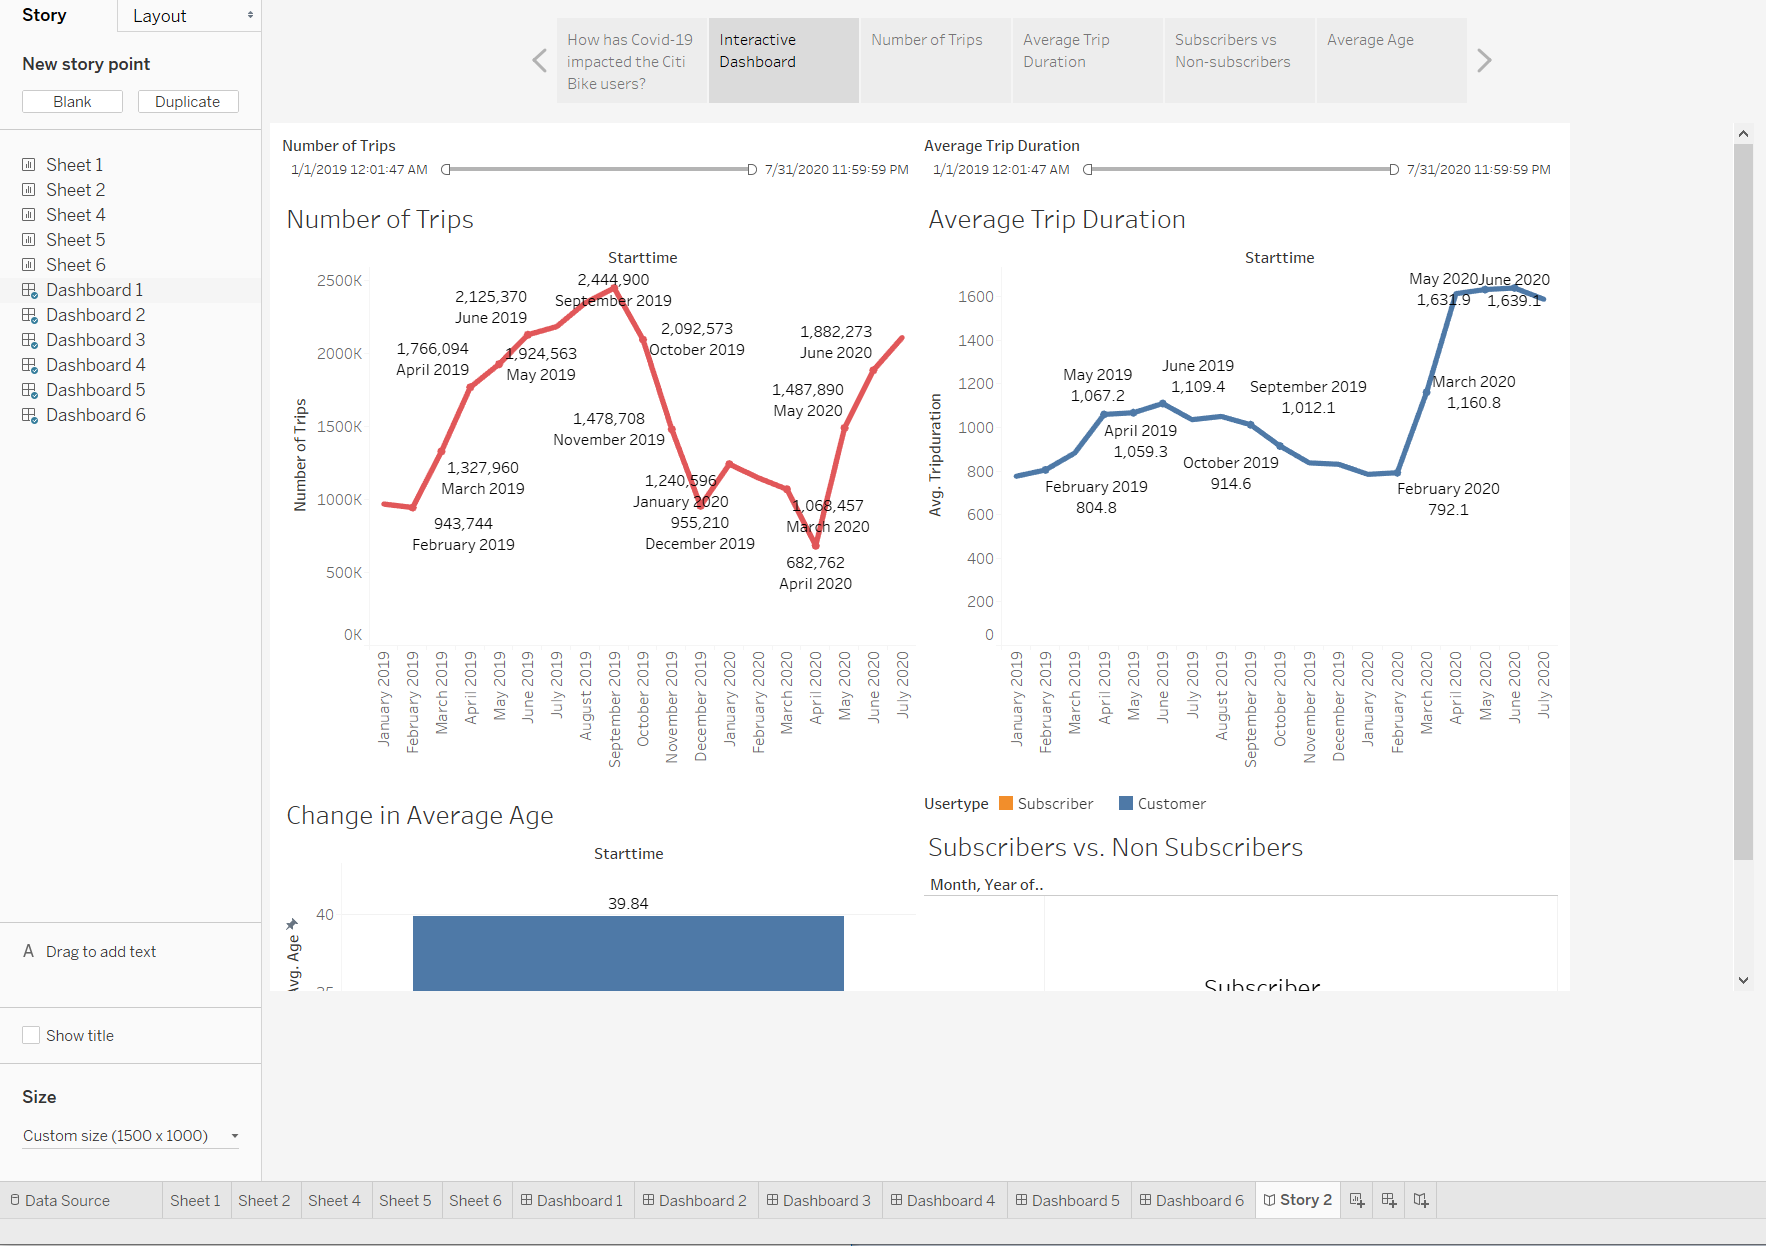 Story
Layout
New story point
Blank
Duplicate
Sheet 1
Sheet 2
Sheet 4
Sheet 5
Sheet 6
Dashboard 1
Dashboard 2
Dashboard 3
Dashboard 4
Dashboard 5
Dashboard 6
A Drag to add text
Show title
Size
Custom size (1500 x 1000)
How has Covid-19
impacted the Citi
Bike users?
Interactive
Dashboard
Number of Trips
Average Trip
Duration
Subscribers vs
Non-subscribers
Average Age
Number of Trips
1/1/2019 12:01:47 AM
7/31/2020 11:59:59 PM
Average Trip Duration
1/1/2019 12:01:47 AM
7/31/2020 11:59:59 PM
Number of Trips
Starttime
Number of Trips
2500K
2000K
1500K
1000K
500K
0K
943,744
February 2019
1,327,960
March 2019
1,766,094
April 2019
1,924,563
May 2019
2,125,370
June 2019
2,444,900
September 2019
2,092,573
October 2019
1,478,708
November 2019
955,210
December 2019
1,240,596
January 2020
1,068,457
March 2020
682,762
April 2020
1,487,890
May 2020
1,882,273
June 2020
January 2019
February 2019
March 2019
April 2019
May 2019
June 2019
July 2019
August 2019
September 2019
October 2019
November 2019
December 2019
January 2020
February 2020
March 2020
April 2020
May 2020
June 2020
July 2020
Average Trip Duration
Starttime
Avg. Tripduration
1600
1400
1200
1000
800
600
400
200
0
February 2019
804.8
April 2019
1,059.3
May 2019
1,067.2
June 2019
1,109.4
September 2019
1,012.1
October 2019
914.6
February 2020
792.1
March 2020
1,160.8
May 2020
1,631.9
June 2020
1,639.1
January 2019
February 2019
March 2019
April 2019
May 2019
June 2019
July 2019
August 2019
September 2019
October 2019
November 2019
December 2019
January 2020
February 2020
March 2020
April 2020
May 2020
June 2020
July 2020
Change in Average Age
Starttime
39.84
40
Avg. Age
Usertype
Subscriber
Customer
Subscribers vs. Non Subscribers
Month, Year of..
Subscriber
Data Source
Sheet 1
Sheet 2
Sheet 4
Sheet 5
Sheet 6
Dashboard 1
Dashboard 2
Dashboard 3
Dashboard 4
Dashboard 5
Dashboard 6
Story 2